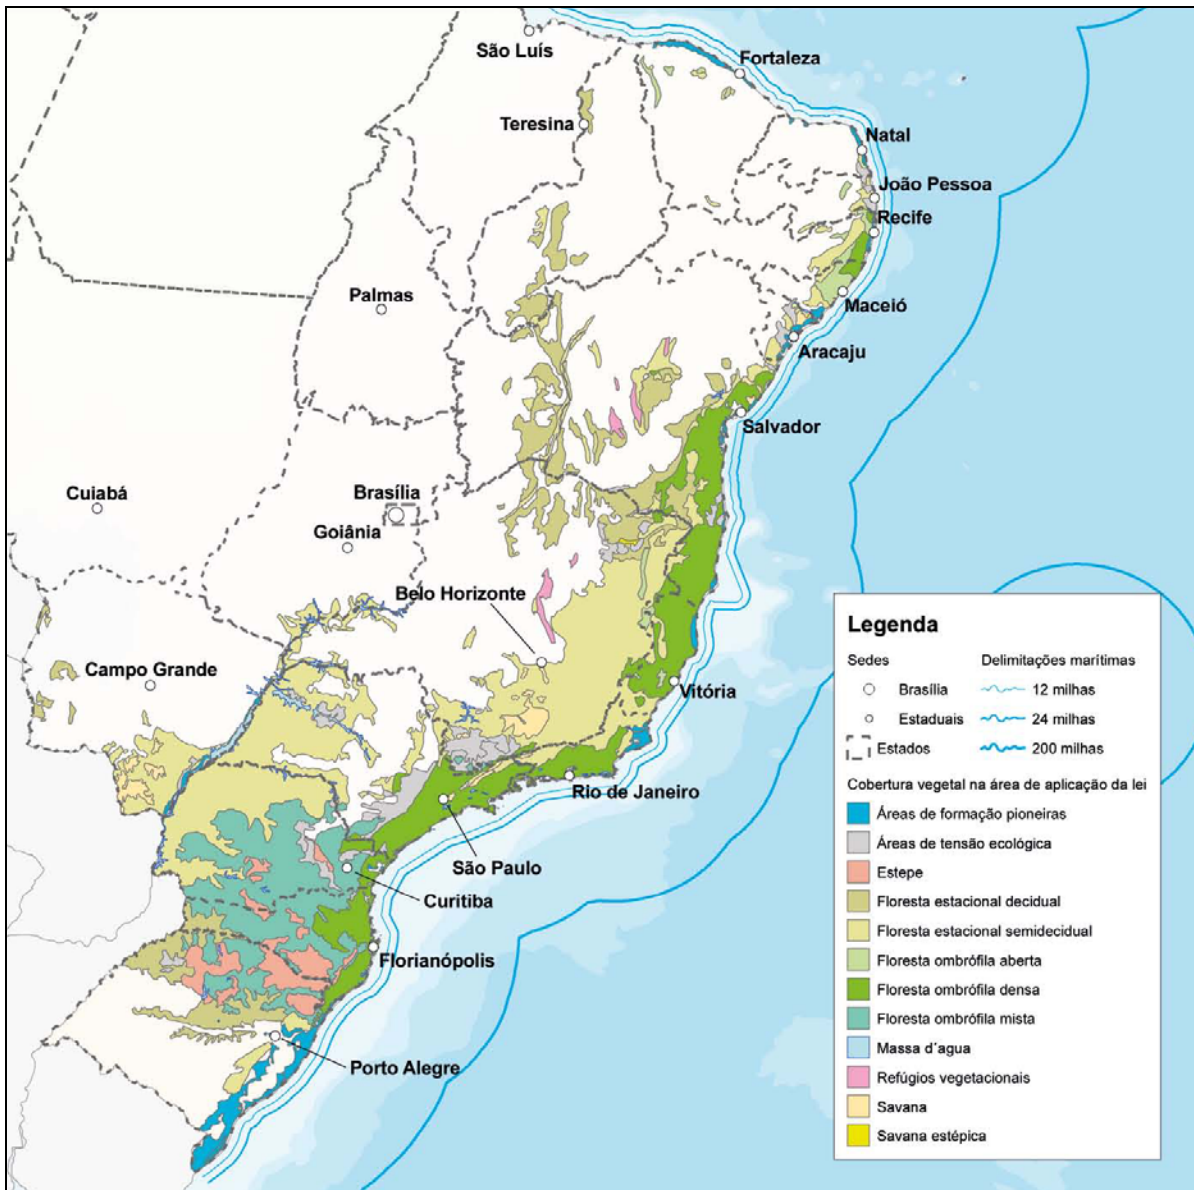 São Luís
Fortaleza
Teresina
Natal
João Pessoa
Recife
Palmas
Maceió
Aracaju
Salvador
Cuiabá
Brasília
Goiânia
Belo Horizonte
Campo Grande
Vitória
Rio de Janeiro
São Paulo
Curitiba
Florianópolis
Porto Alegre
Legenda
Sedes
Brasília
Estaduais
Estados
Delimitações marítimas
12 milhas
24 milhas
200 milhas
Cobertura vegetal na área de aplicação da lei
Áreas de formação pioneiras
Áreas de tensão ecológica
Estepe
Floresta estacional decidual
Floresta estacional semidecidual
Floresta ombrófila aberta
Floresta ombrófila densa
Floresta ombrófila mista
Massa d´agua
Refúgios vegetacionais
Savana
Savana estépica